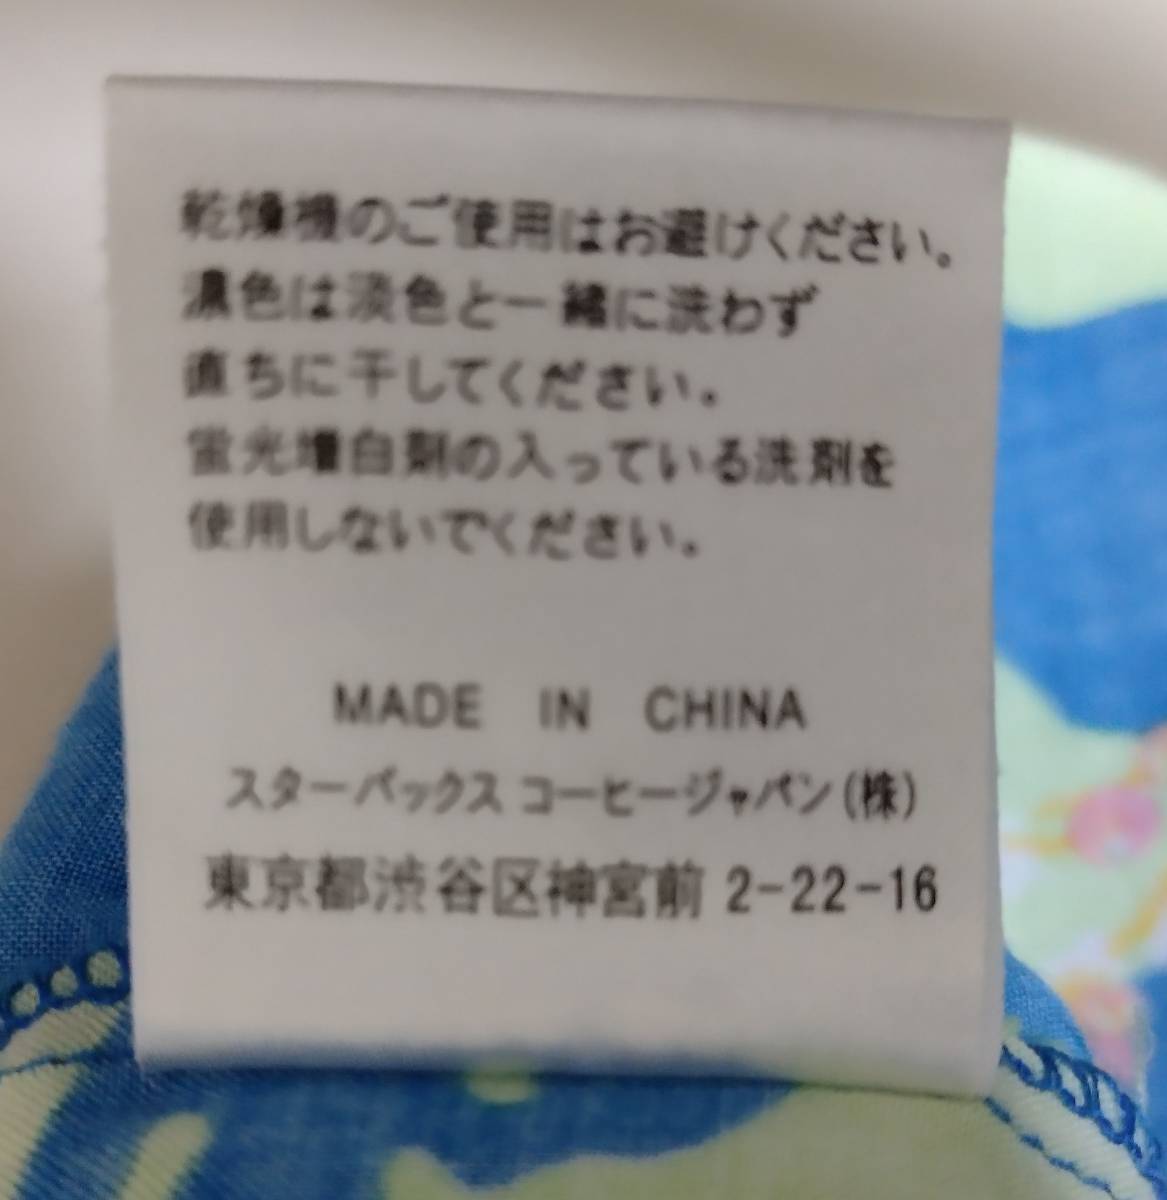 乾燥機のご使用はお避けください。
濃色は淡色と一緒に洗わず
直ちに干してください。
蛍光増白剤の入っている洗剤を
使用しないでください。
MADE IN CHINA
スターバックス コーヒージャパン(株)
東京都渋谷区神宮前 2-22-16